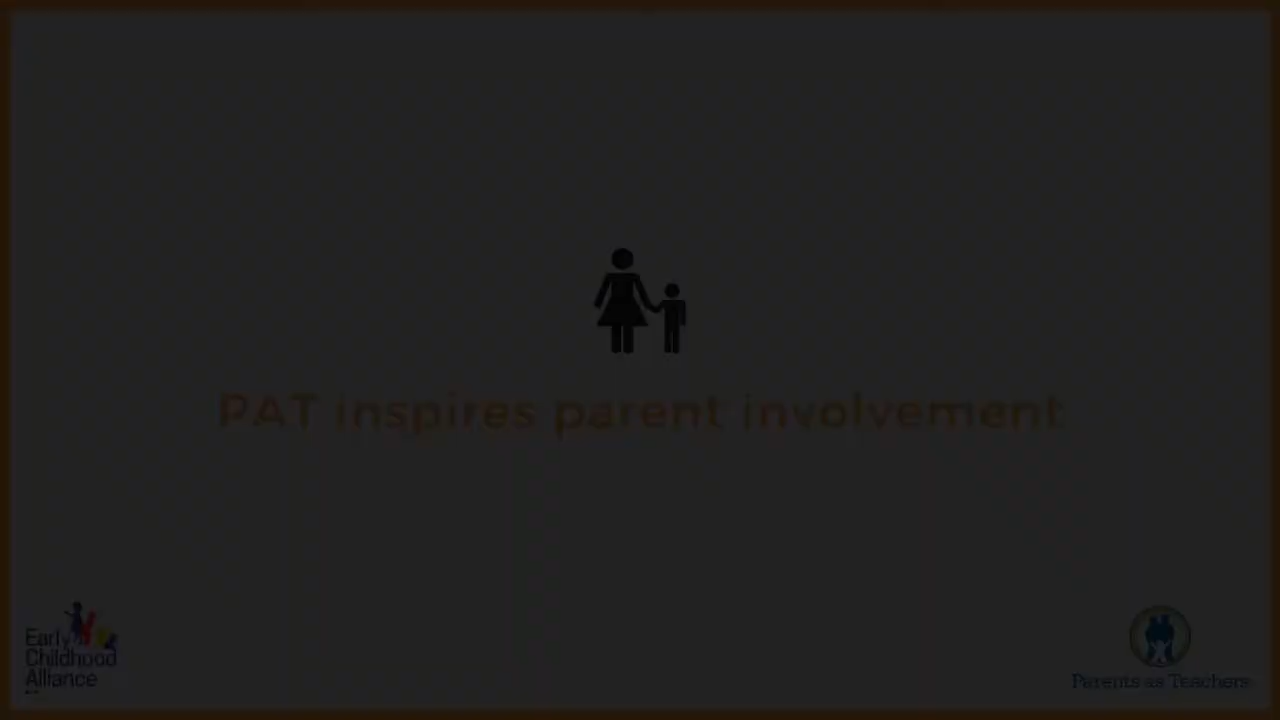 PAT inspires parent involvement
Early
Childhood
Alliance
Parents as Teachers